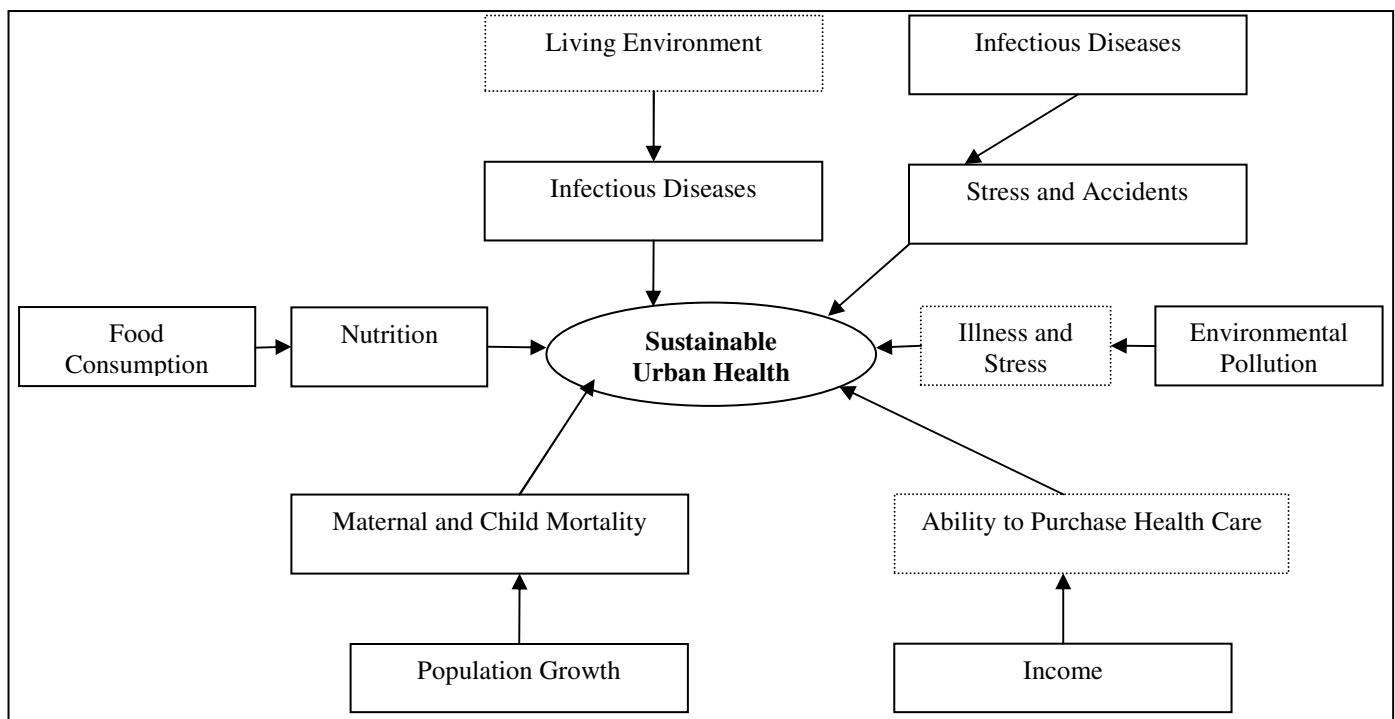 Living Environment
Infectious Diseases
Infectious Diseases
Stress and Accidents
Food
Consumption
Nutrition
Sustainable
Urban Health
Illness and
Stress
Environmental
Pollution
Maternal and Child Mortality
Ability to Purchase Health Care
Population Growth
Income